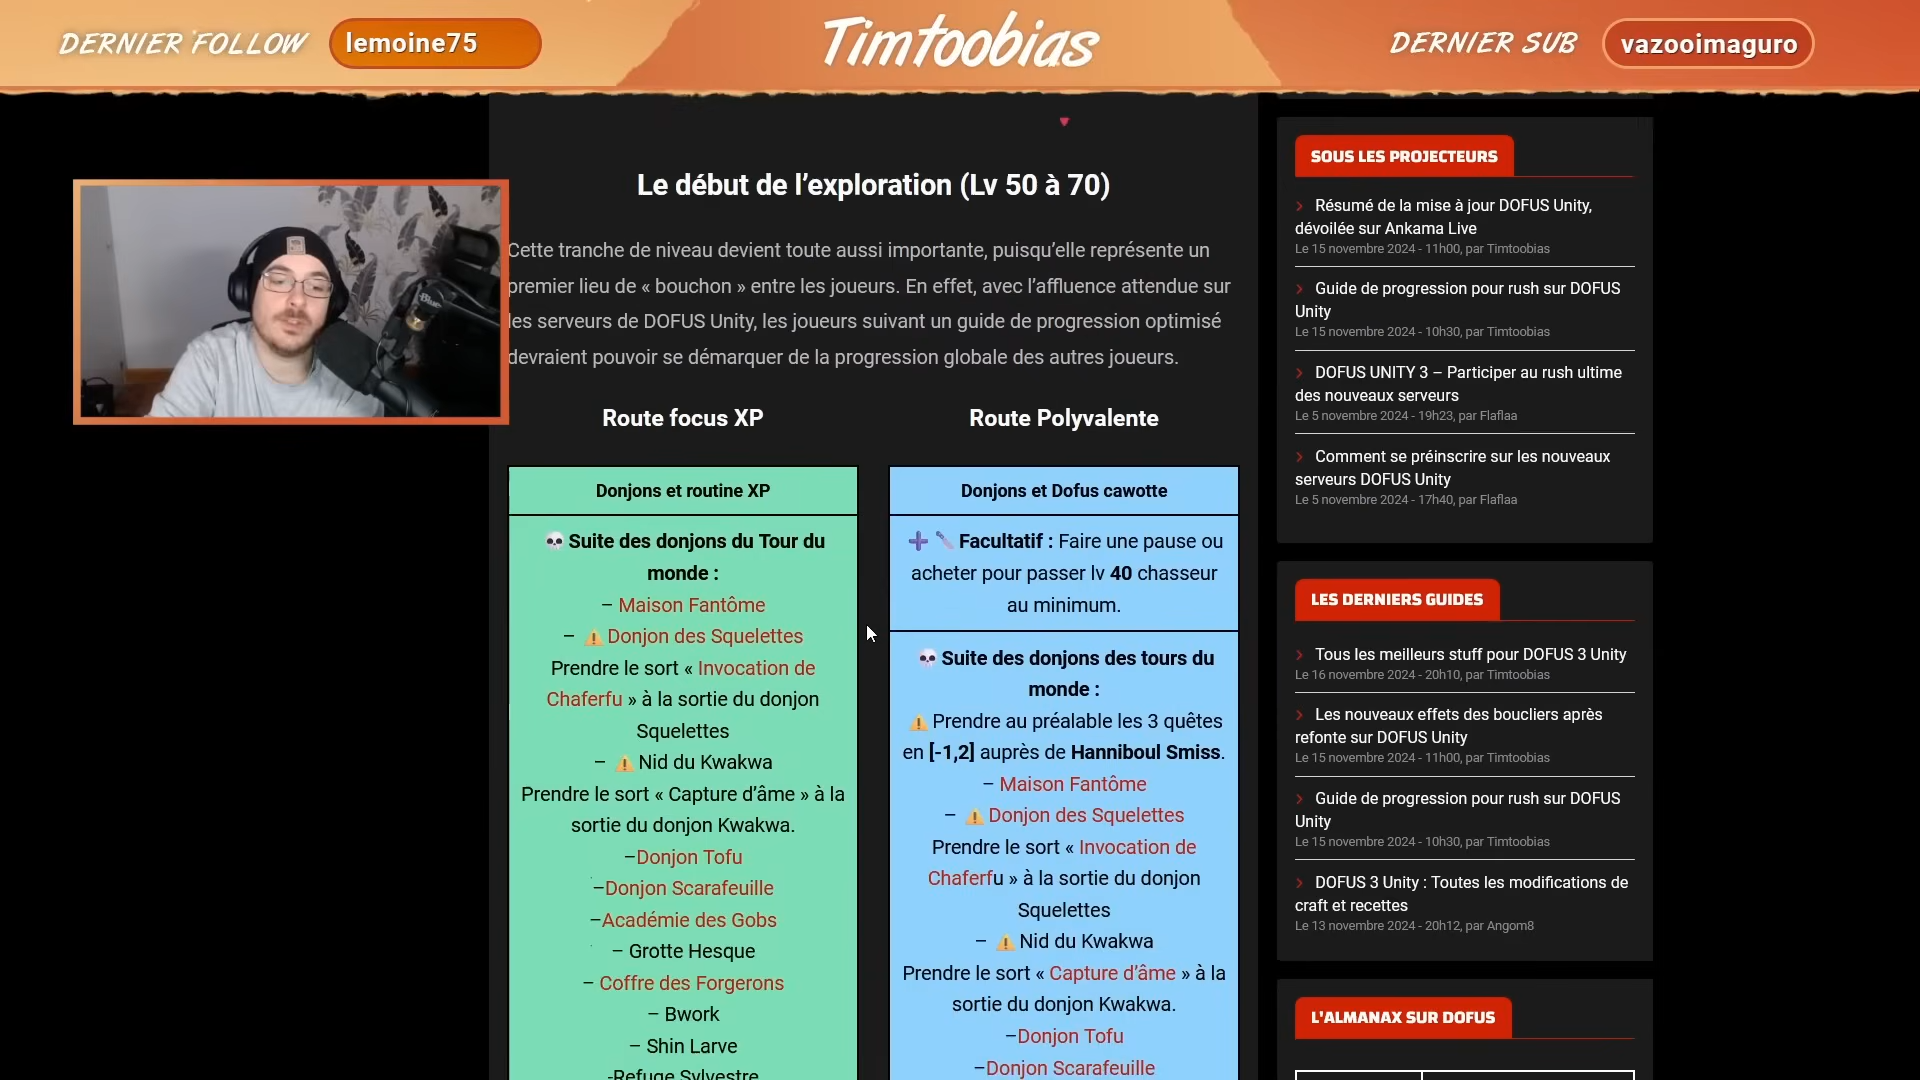 DERNIER FOLLOW
lemoine75
Timtoobias
DERNIER SUB
vazooimaguro
Le début de l’exploration (Lv 50 à 70)
Cette tranche de niveau devient toute aussi importante, puisqu’elle représente un
premier lieu de « bouchon » entre les joueurs. En effet, avec l’affluence attendue sur
les serveurs de DOFUS Unity, les joueurs suivant un guide de progression optimisé
devraient pouvoir se démarquer de la progression globale des autres joueurs.
Route focus XP
Donjons et routine XP
Suite des donjons du Tour du
monde :
– Maison Fantôme
– Donjon des Squelettes
Prendre le sort « Invocation de
Chaferfu » à la sortie du donjon
Squelettes
– Nid du Kwakwa
Prendre le sort « Capture d’âme » à la
sortie du donjon Kwakwa.
–Donjon Tofu
–Donjon Scarafeuille
–Académie des Gobs
– Grotte Hesque
– Coffre des Forgerons
– Bwork
– Shin Larve
-Refuge Sylvestre
Route Polyvalente
Donjons et Dofus cawotte
Facultatif : Faire une pause ou
acheter pour passer lv 40 chasseur
au minimum.
Suite des donjons des tours du
monde :
Prendre au préalable les 3 quêtes
en [-1,2] auprès de Hanniboul Smiss.
– Maison Fantôme
– Donjon des Squelettes
Prendre le sort « Invocation de
Chaferfu » à la sortie du donjon
Squelettes
– Nid du Kwakwa
Prendre le sort « Capture d’âme » à la
sortie du donjon Kwakwa.
–Donjon Tofu
–Donjon Scarafeuille
SOUS LES PROJECTEURS
Résumé de la mise à jour DOFUS Unity,
dévoilée sur Ankama Live
Le 15 novembre 2024 - 11h00, par Timtoobias
Guide de progression pour rush sur DOFUS
Unity
Le 15 novembre 2024 - 10h30, par Timtoobias
DOFUS UNITY 3 – Participer au rush ultime
des nouveaux serveurs
Le 5 novembre 2024 - 19h23, par Flaflaa
Comment se préinscrire sur les nouveaux
serveurs DOFUS Unity
Le 5 novembre 2024 - 17h40, par Flaflaa
LES DERNIERS GUIDES
Tous les meilleurs stuff pour DOFUS 3 Unity
Le 16 novembre 2024 - 20h10, par Timtoobias
Les nouveaux effets des boucliers après
refonte sur DOFUS Unity
Le 15 novembre 2024 - 11h00, par Timtoobias
Guide de progression pour rush sur DOFUS
Unity
Le 15 novembre 2024 - 10h30, par Timtoobias
DOFUS 3 Unity : Toutes les modifications de
craft et recettes
Le 13 novembre 2024 - 20h12, par Angom8
L'ALMANAX SUR DOFUS
Blue